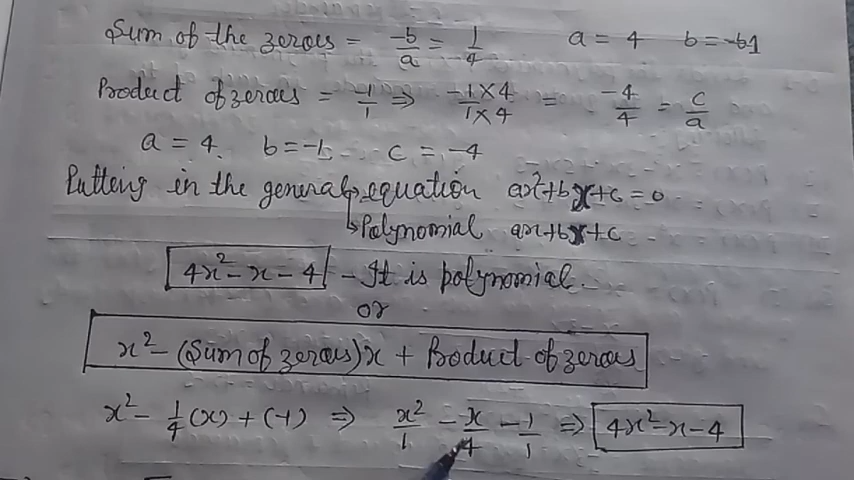 Sum of the zeroes = -b/a = 1/4 a = 4 b = -1
Product of zeroes = -1/1 ⇒ -1×4/1×4 = -4/4 = c/a
a = 4. b = -1. c = -4
Putteing in the general equation ax²+bx+c=0
Polynomial ax+bx+c
4x²-x-4 - It is polynomial.
or
x² - (Sum of zeroes)x + Product of zeroes
x² - 1/4(x) + (-1) ⇒ x²/1 - x/4 - 1/1 ⇒ 4x²-x-4